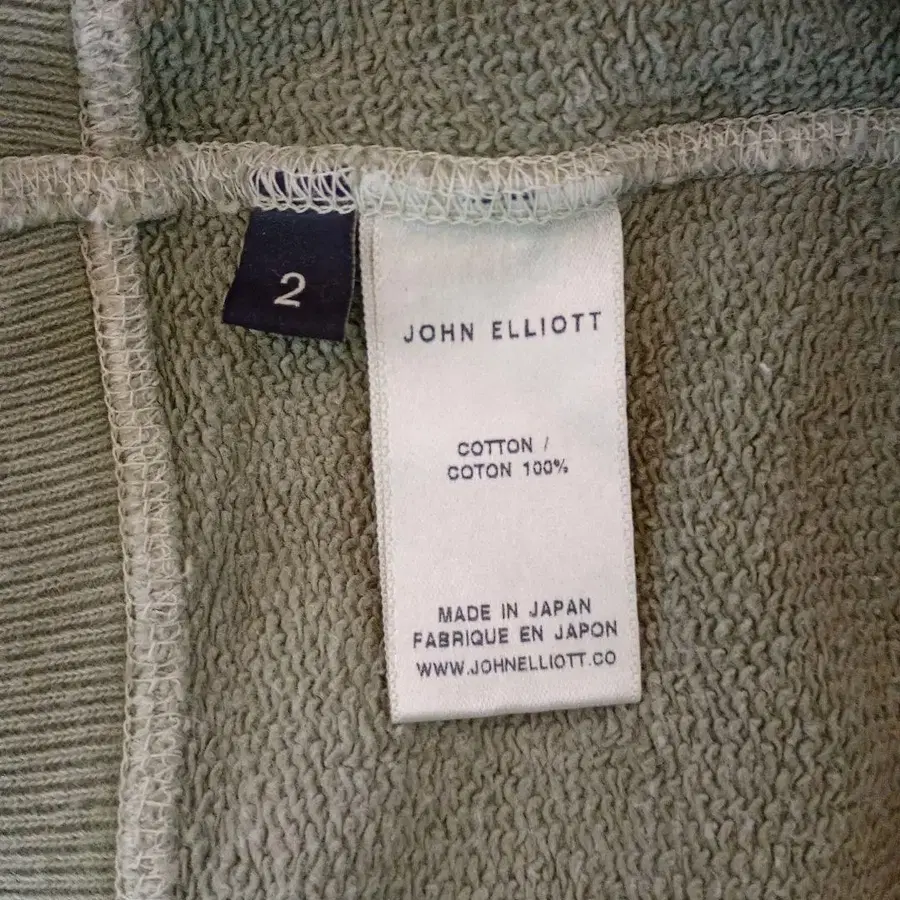 2
JOHN ELLIOTT
COTTON /
COTON 100%
MADE IN JAPAN
FABRIQUE EN JAPON
WWW.JOHNELLIOTT.CO